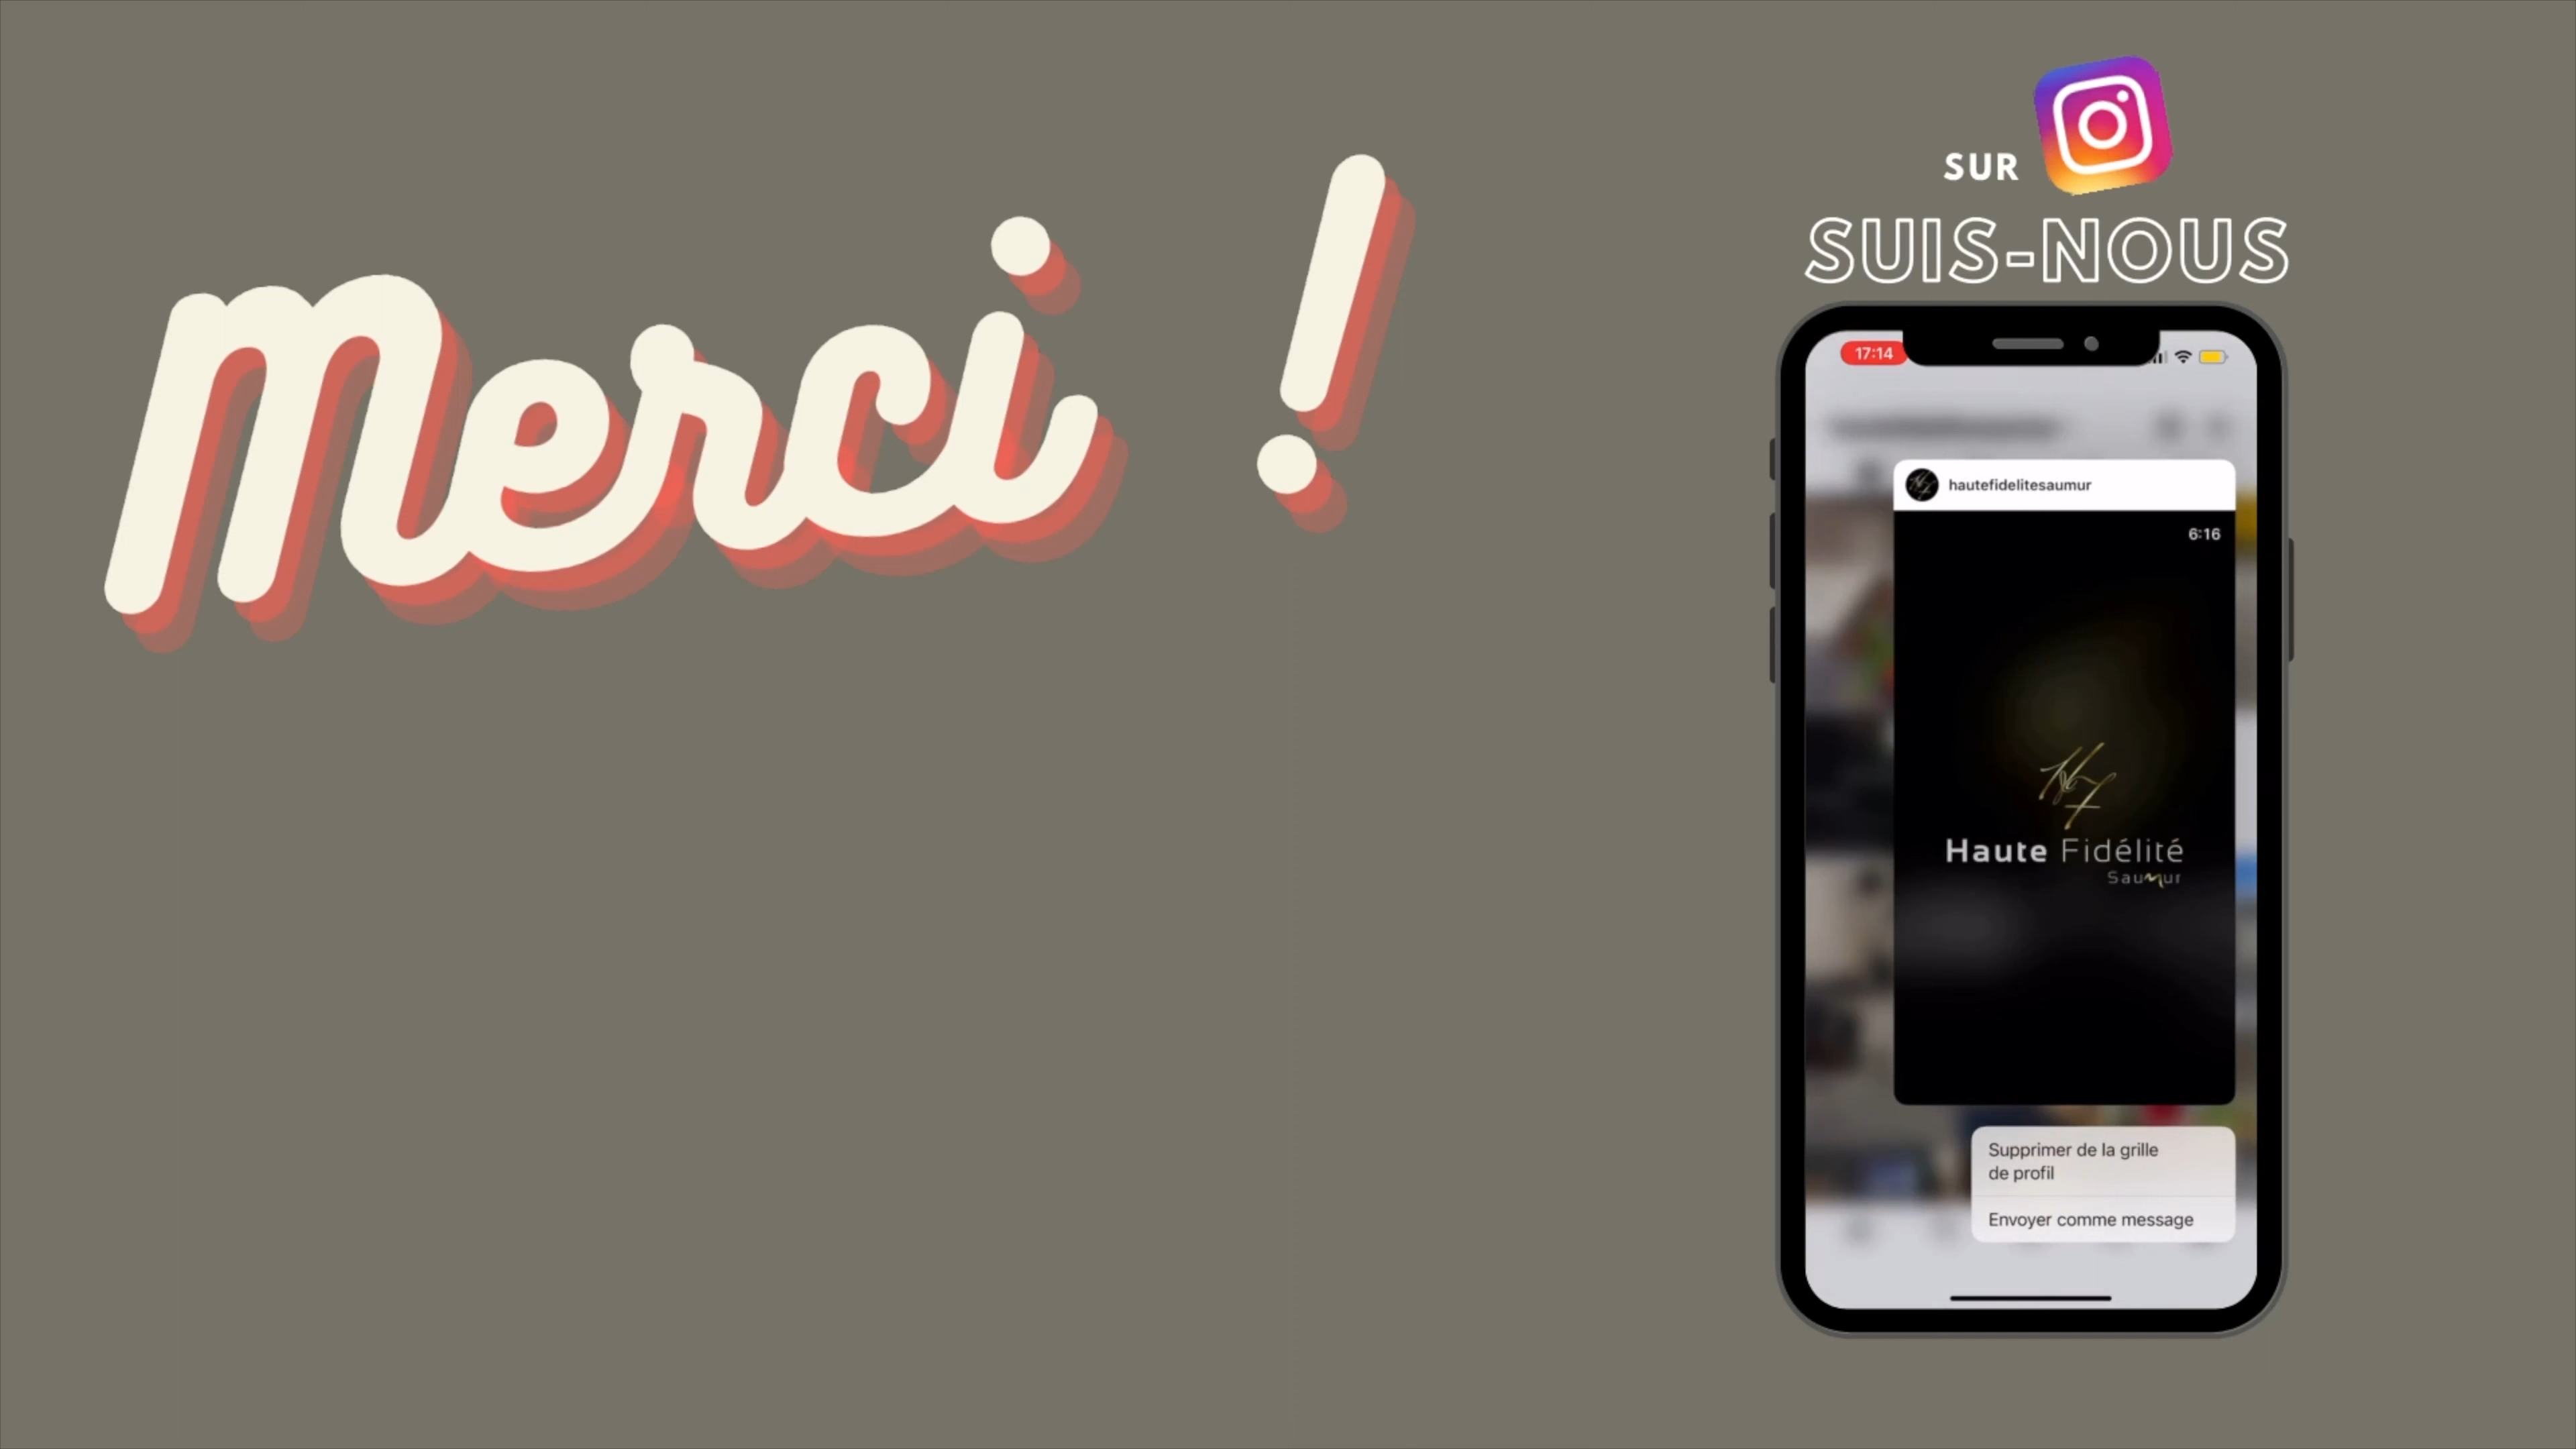 Merci !
SUR
SUIS-NOUS
17:14
hautefidelitesaumur
6:16
Haute Fidélité
Saumur
Supprimer de la grille
de profil
Envoyer comme message